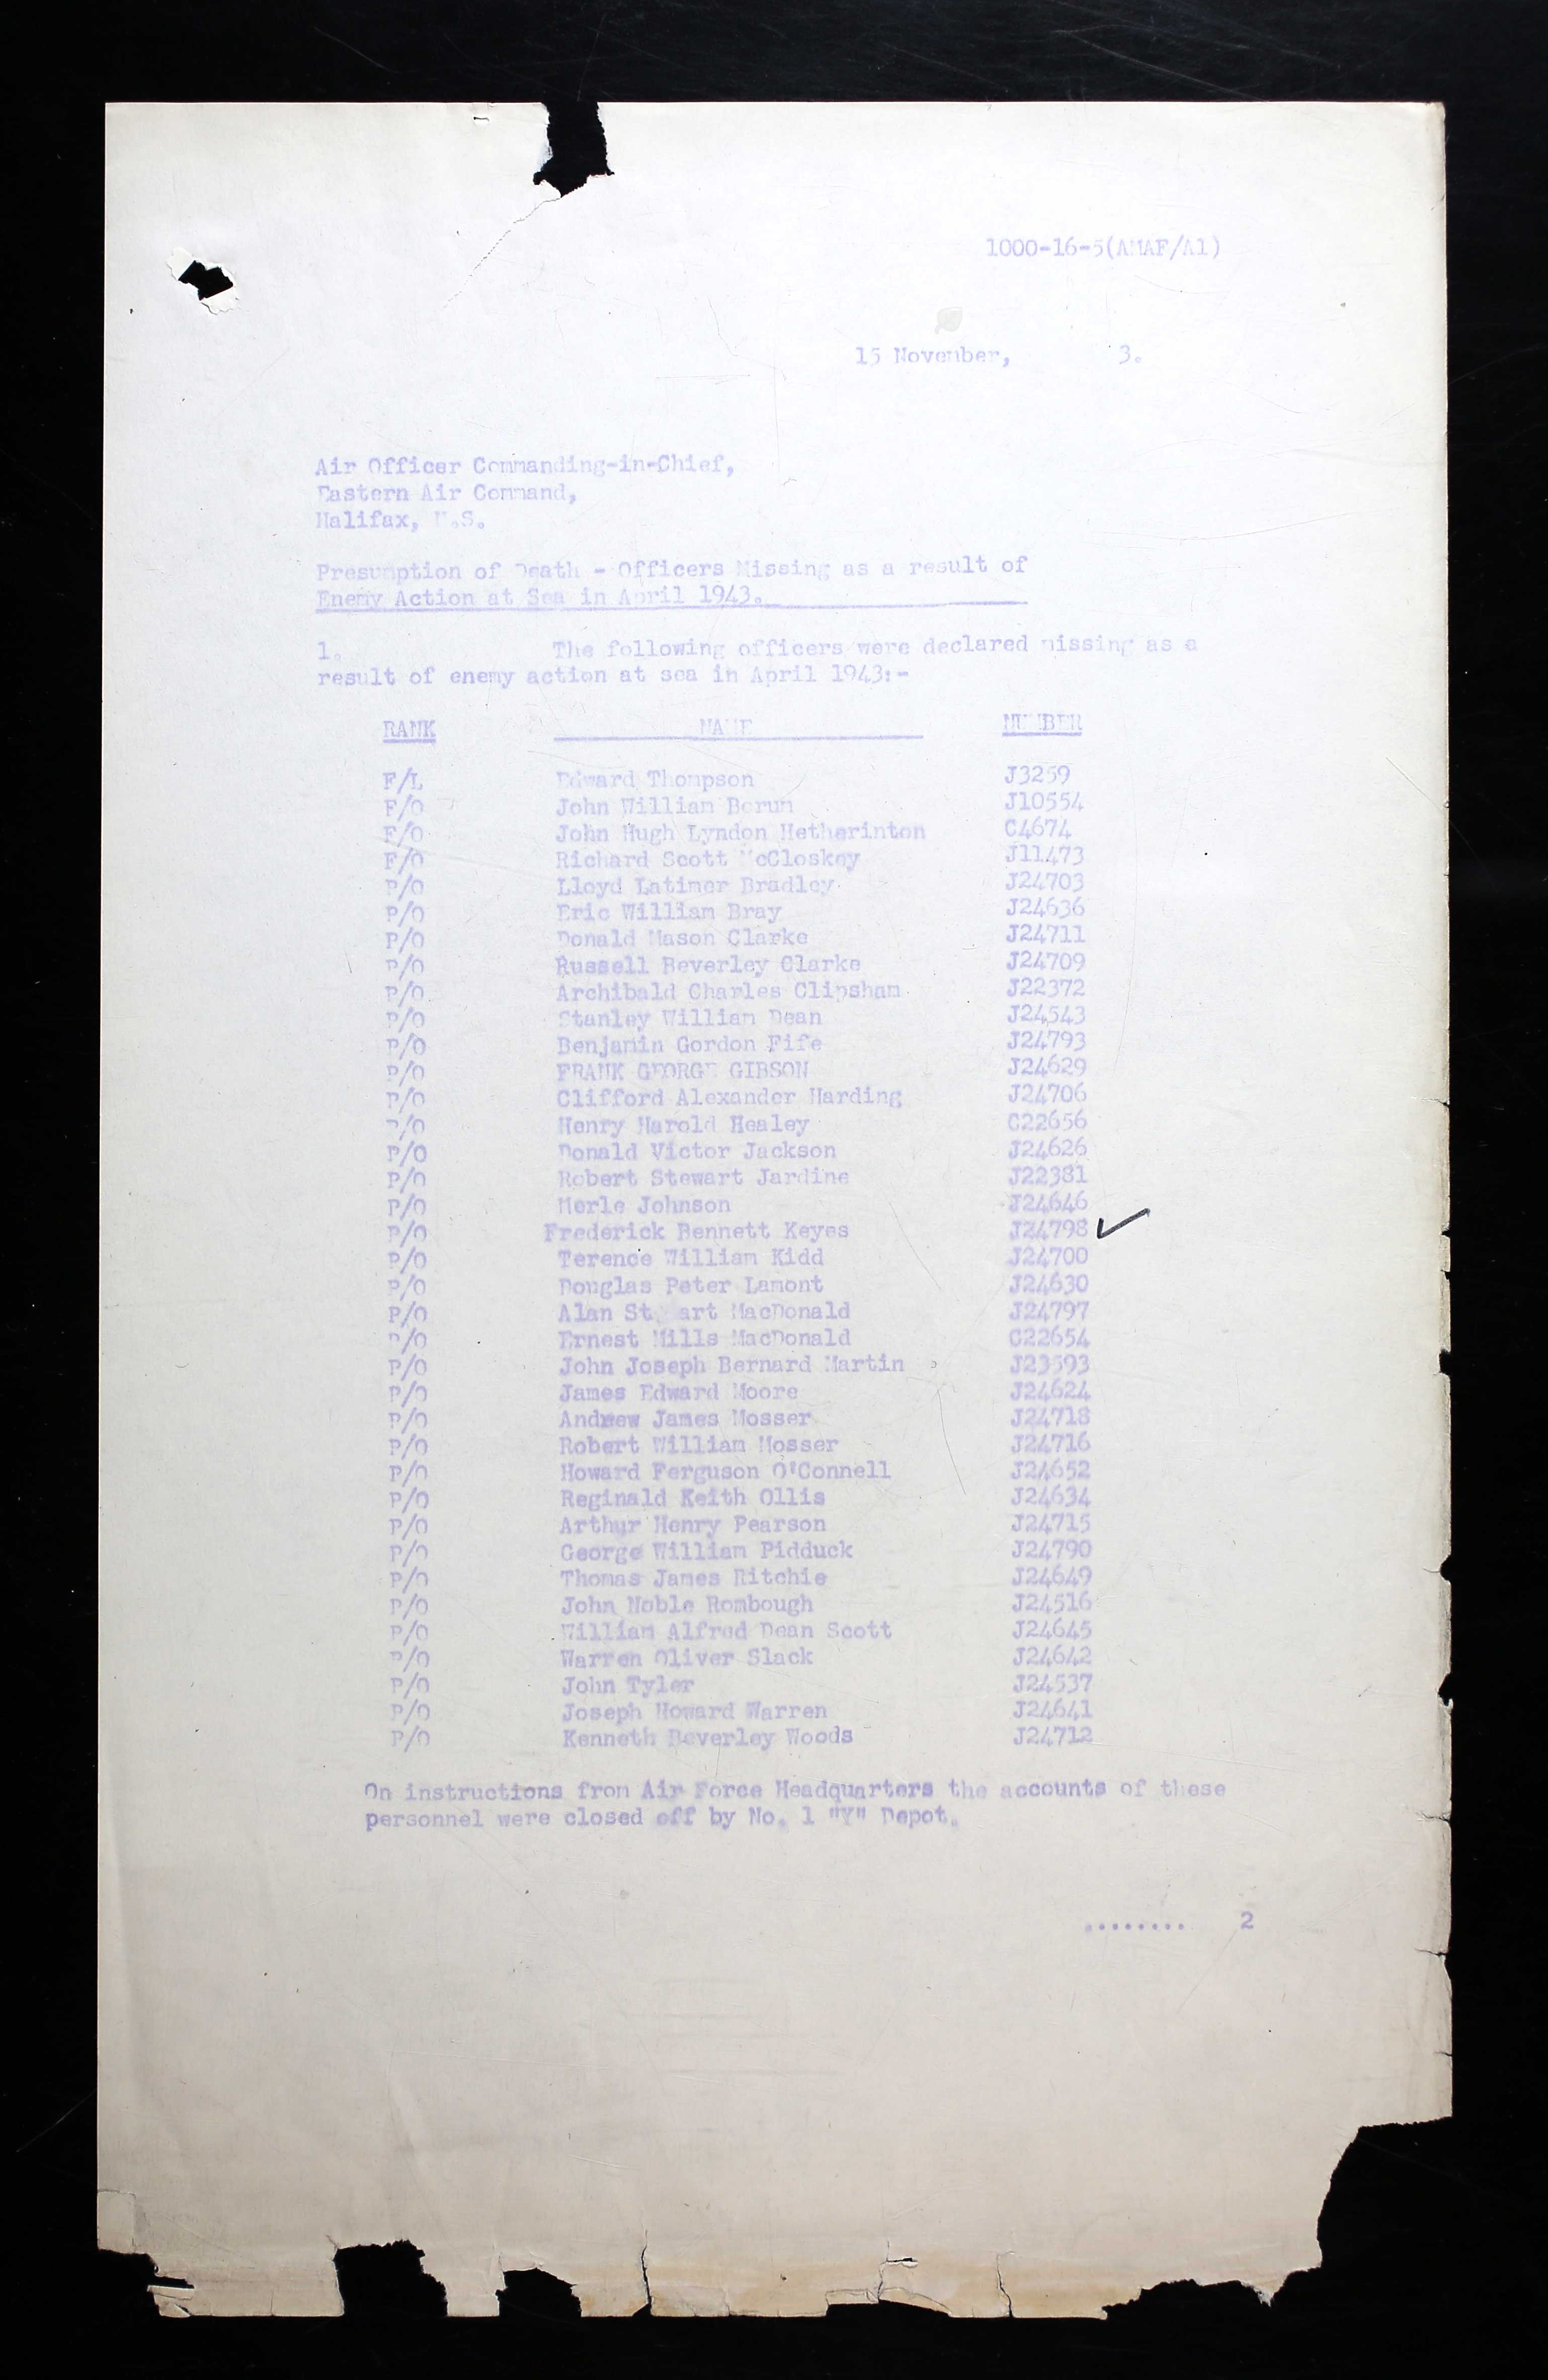 1000-16-5(AMAF/A1)
15 November, 3.
Air Officer Commanding-in-Chief,
Eastern Air Command,
Halifax, N.S.
Presumption of Death - Officers Missing as a result of
Enemy Action at Sea in April 1943.
1. The following officers were declared missing as a
result of enemy action at sea in April 1943:-
RANK NAME NUMBER
F/L Edward Thompson J3259
F/O John William J10554
F/O John Hugh Lyndon Hetherinton C4674
F/O Richard Scott McCloskey J11473
P/O Lloyd Latimer Bradley J24703
P/O Eric William Bray J24636
P/O Donald Mason Clarke J24711
P/O Russell Beverley Clarke J24709
P/O Archibald Charles Clipsham J22372
P/O Stanley William Dean J24543
P/O Benjamin Gordon Fife J24793
P/O FRANK GEORGE GIBSON J24629
P/O Clifford Alexander Harding J24706
P/O Henry Harold Healey C22656
P/O Donald Victor Jackson J24626
P/O Robert Stewart Jardine J22381
P/O Merle Johnson J24646
P/O Frederick Bennett Keyes J24798 ✓
P/O Terence William Kidd J24700
P/O Douglas Peter Lamont J24630
P/O Alan St art MacDonald J24797
P/O Ernest Mills MacDonald C22654
P/O John Joseph Bernard Martin J23593
P/O James Edward Moore J24624
P/O Andrew James Mosser J24718
P/O Robert William Mosser J24716
P/O Howard Ferguson O'Connell J24652
P/O Reginald Keith Ollis J24634
P/O Arthur Henry Pearson J24715
P/O George William Pidduck J24790
P/O Thomas James Ritchie J24649
P/O John Noble Rombough J24516
P/O William Alfred Dean Scott J24645
P/O Warren Oliver Slack J24642
P/O John Tyler J24537
P/O Joseph Howard Warren J24641
P/O Kenneth Beverley Woods J24712
On instructions from Air Force Headquarters the accounts of these
personnel were closed off by No. 1 "Y" Depot.
........ 2